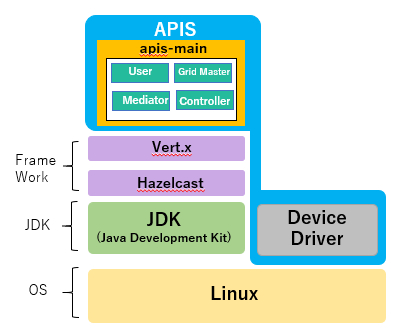 APIS
apis-main
User
Grid Master
Mediator
Controller
Frame
Work
Vert.x
Hazelcast
JDK
JDK
(Java Development Kit)
Device
Driver
OS
Linux